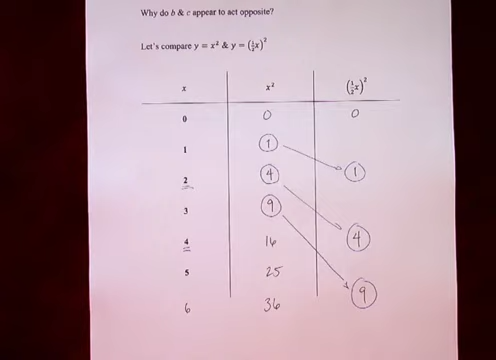 Why do b & c appear to act opposite?
Let's compare y = x² & y = (½x)²
x x² (½x)²
0 0 0
1 1
2 4 1
3 9
4 16 4
5 25
6 36 9